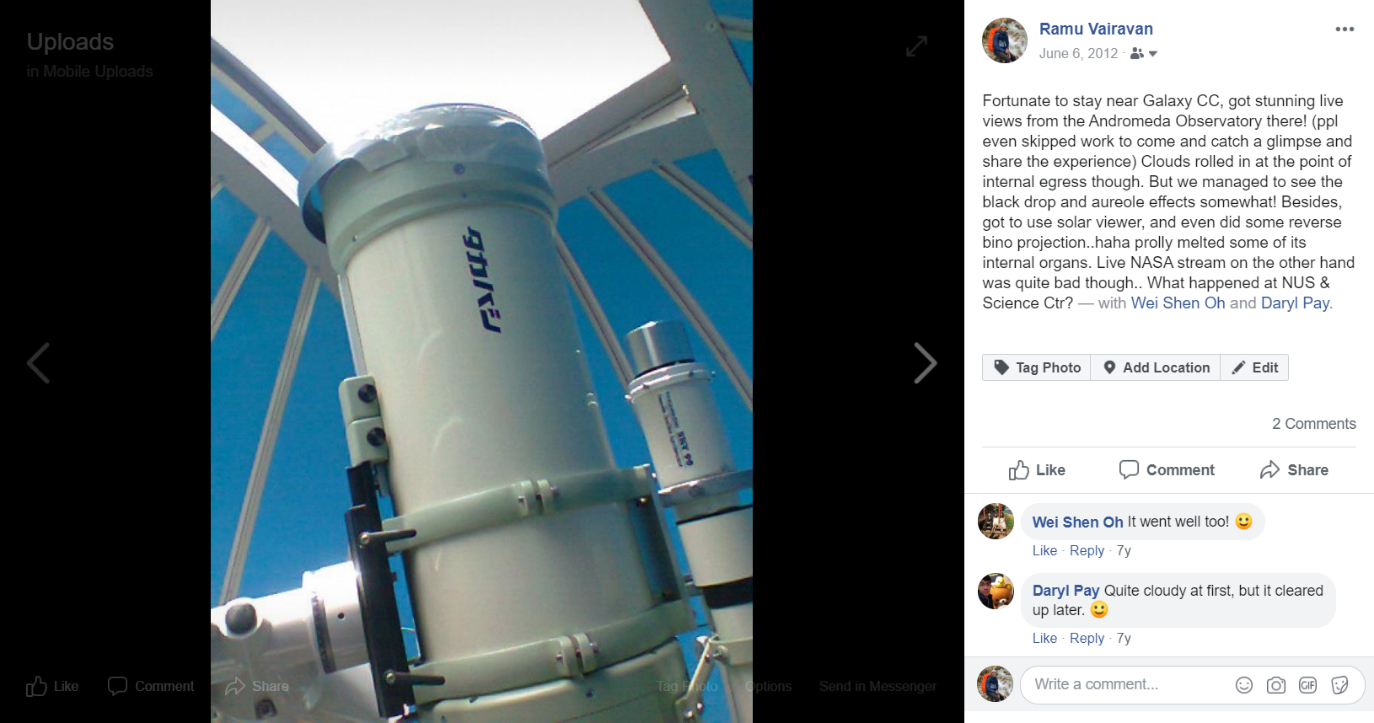 Uploads
in Mobile Uploads
SKY 90
Like
Comment
Share
Tag Photo
Options
Send in Messenger
Ramu Vairavan
June 6, 2012 ·
Fortunate to stay near Galaxy CC, got stunning live
views from the Andromeda Observatory there! (ppl
even skipped work to come and catch a glimpse and
share the experience) Clouds rolled in at the point of
internal egress though. But we managed to see the
black drop and aureole effects somewhat! Besides,
got to use solar viewer, and even did some reverse
bino projection..haha prolly melted some of its
internal organs. Live NASA stream on the other hand
was quite bad though.. What happened at NUS &
Science Ctr? — with Wei Shen Oh and Daryl Pay.
Tag Photo Add Location Edit
2 Comments
Like Comment Share
Wei Shen Oh It went well too! 🙂
Like · Reply · 7y
Daryl Pay Quite cloudy at first, but it cleared
up later. 🙂
Like · Reply · 7y
Write a comment...
GIF